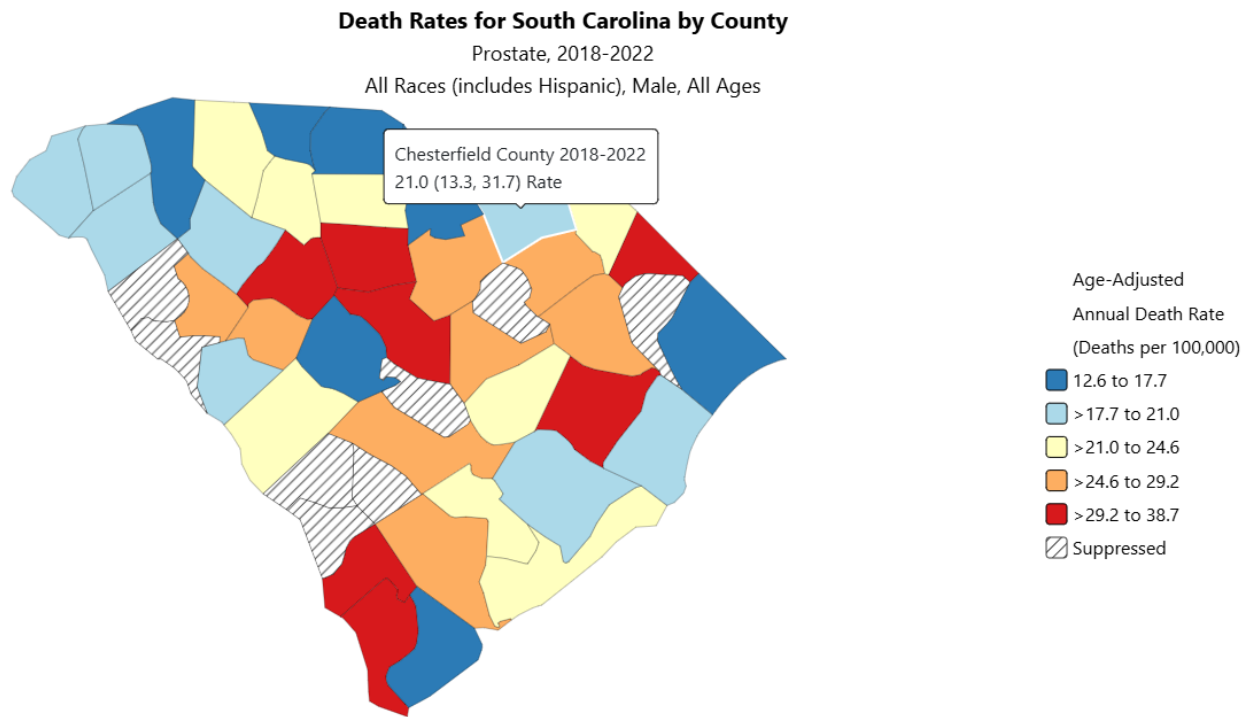 Death Rates for South Carolina by County
Prostate, 2018-2022
All Races (includes Hispanic), Male, All Ages
Chesterfield County 2018-2022
21.0 (13.3, 31.7) Rate
Age-Adjusted
Annual Death Rate
(Deaths per 100,000)
12.6 to 17.7
>17.7 to 21.0
>21.0 to 24.6
>24.6 to 29.2
>29.2 to 38.7
Suppressed